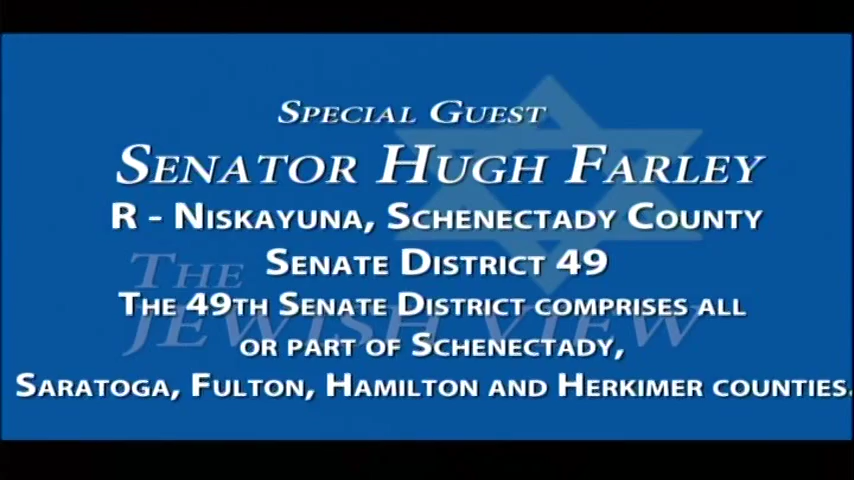 Special Guest
Senator Hugh Farley
R - Niskayuna, Schenectady County
Senate District 49
The
The 49th Senate District comprises all
Jewish View
or part of Schenectady,
Saratoga, Fulton, Hamilton and Herkimer counties.